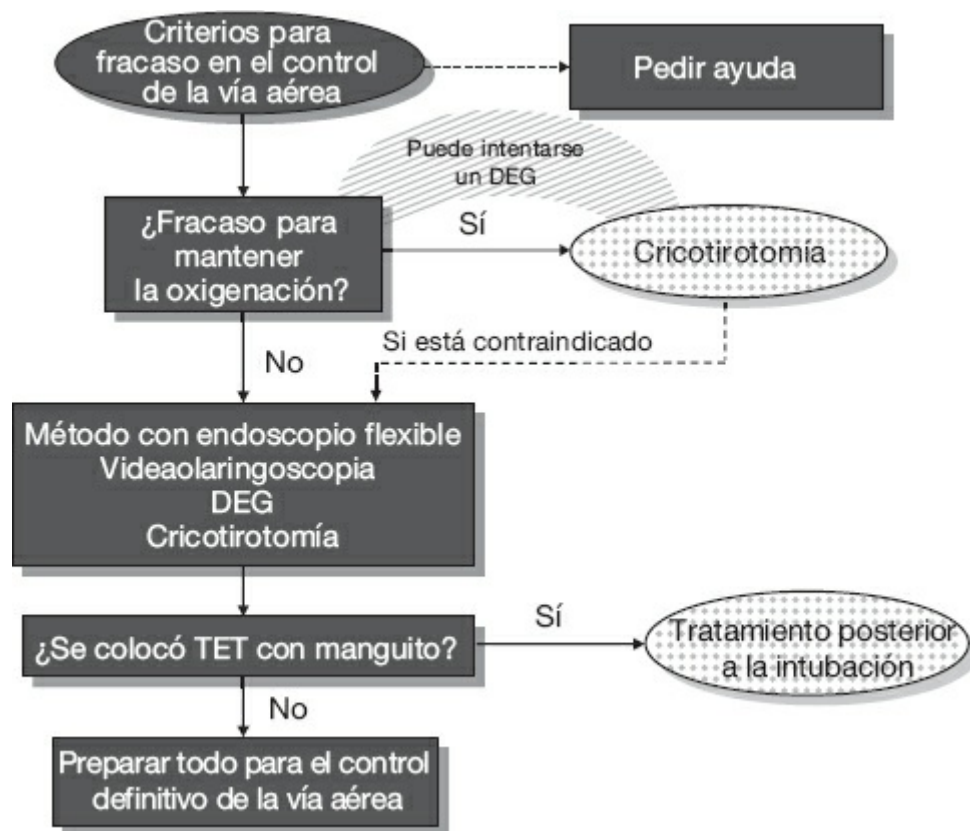 Criterios para
fracaso en el control
de la vía aérea
Pedir ayuda
Puede intentarse
un DEG
¿Fracaso para
mantener
la oxigenación?
Sí
Cricotirotomía
Si está contraindicado
No
Método con endoscopio flexible
Videaolaringoscopia
DEG
Cricotirotomía
¿Se colocó TET con manguito?
Sí
Tratamiento posterior
a la intubación
No
Preparar todo para el control
definitivo de la vía aérea